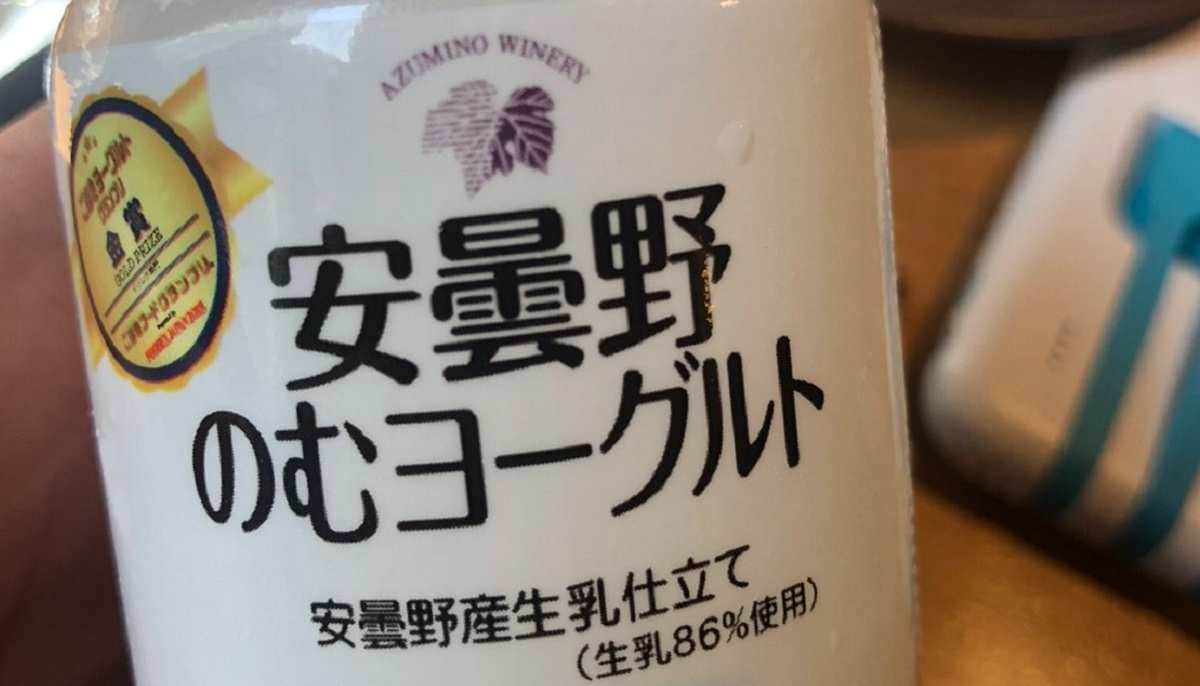 AZUMINO WINERY
金賞
GOLD PRIZE
安曇野
のむヨーグルト
安曇野産生乳仕立て
(生乳86%使用)